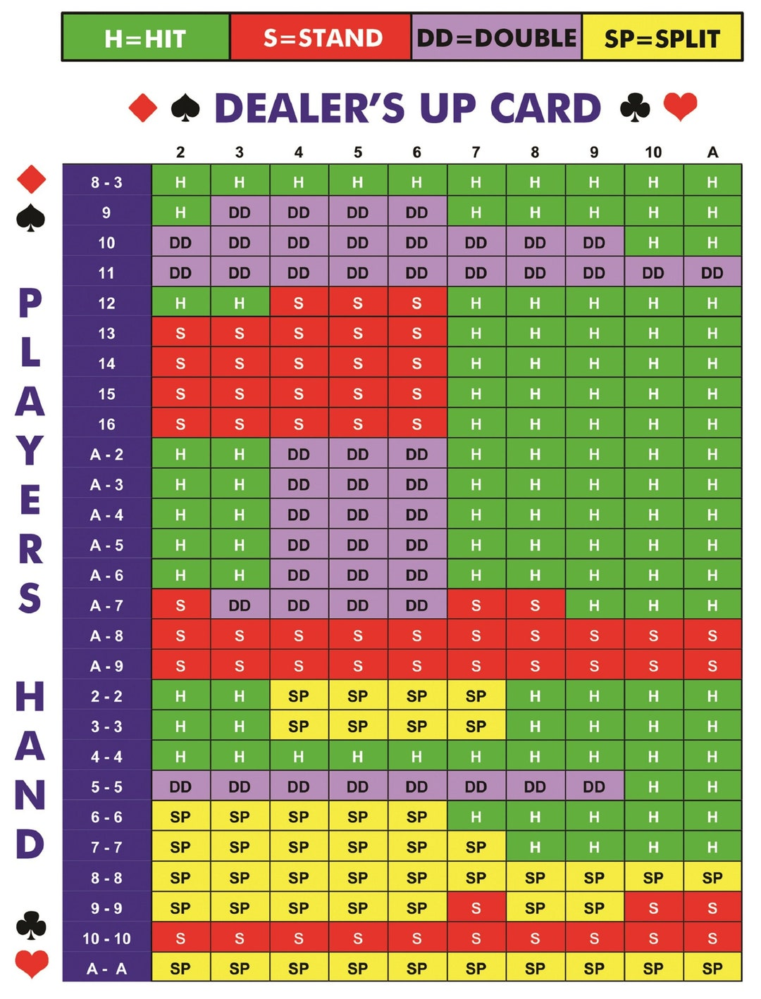 H=HIT S=STAND DD=DOUBLE SP=SPLIT
DEALER'S UP CARD
2 3 4 5 6 7 8 9 10 A
PLAYERS HAND
8 - 3 H H H H H H H H H H
9 H DD DD DD DD H H H H H
10 DD DD DD DD DD DD DD DD H H
11 DD DD DD DD DD DD DD DD DD DD
12 H H S S S H H H H H
13 S S S S S H H H H H
14 S S S S S H H H H H
15 S S S S S H H H H H
16 S S S S S H H H H H
A - 2 H H DD DD DD H H H H H
A - 3 H H DD DD DD H H H H H
A - 4 H H DD DD DD H H H H H
A - 5 H H DD DD DD H H H H H
A - 6 H H DD DD DD H H H H H
A - 7 S DD DD DD DD S S H H H
A - 8 S S S S S S S S S S
A - 9 S S S S S S S S S S
2 - 2 H H SP SP SP SP H H H H
3 - 3 H H SP SP SP SP H H H H
4 - 4 H H H H H H H H H H
5 - 5 DD DD DD DD DD DD DD DD H H
6 - 6 SP SP SP SP SP H H H H H
7 - 7 SP SP SP SP SP SP H H H H
8 - 8 SP SP SP SP SP SP SP SP SP SP
9 - 9 SP SP SP SP SP S SP SP S S
10 - 10 S S S S S S S S S S
A - A SP SP SP SP SP SP SP SP SP SP